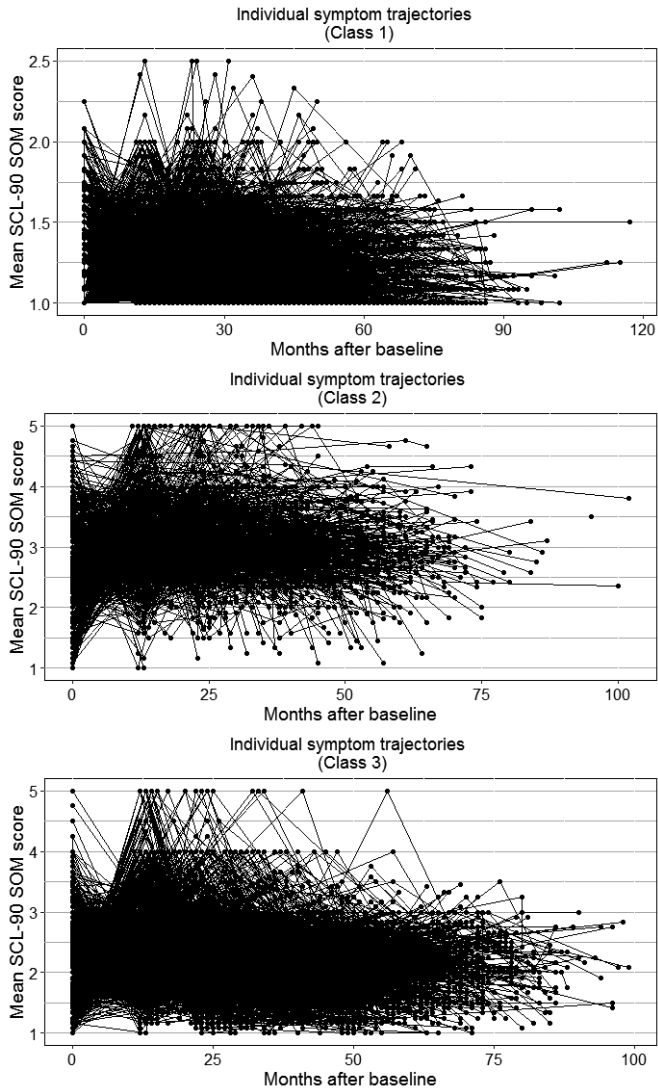 Individual symptom trajectories
(Class 1)
Mean SCL-90 SOM score
2.5
2.0
1.5
1.0
0 30 60 90 120
Months after baseline
Individual symptom trajectories
(Class 2)
Mean SCL-90 SOM score
5
4
3
2
1
0 25 50 75 100
Months after baseline
Individual symptom trajectories
(Class 3)
Mean SCL-90 SOM score
5
4
3
2
1
0 25 50 75 100
Months after baseline